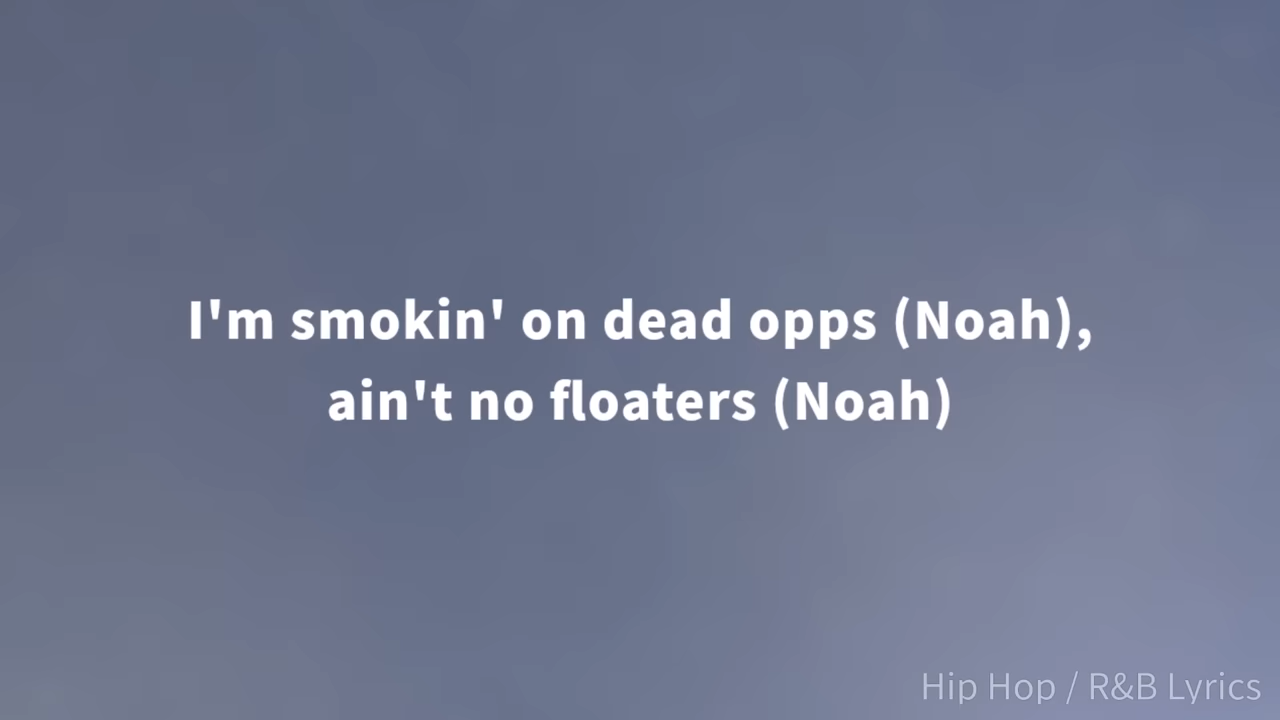 I'm smokin' on dead opps (Noah),
ain't no floaters (Noah)
Hip Hop / R&B Lyrics